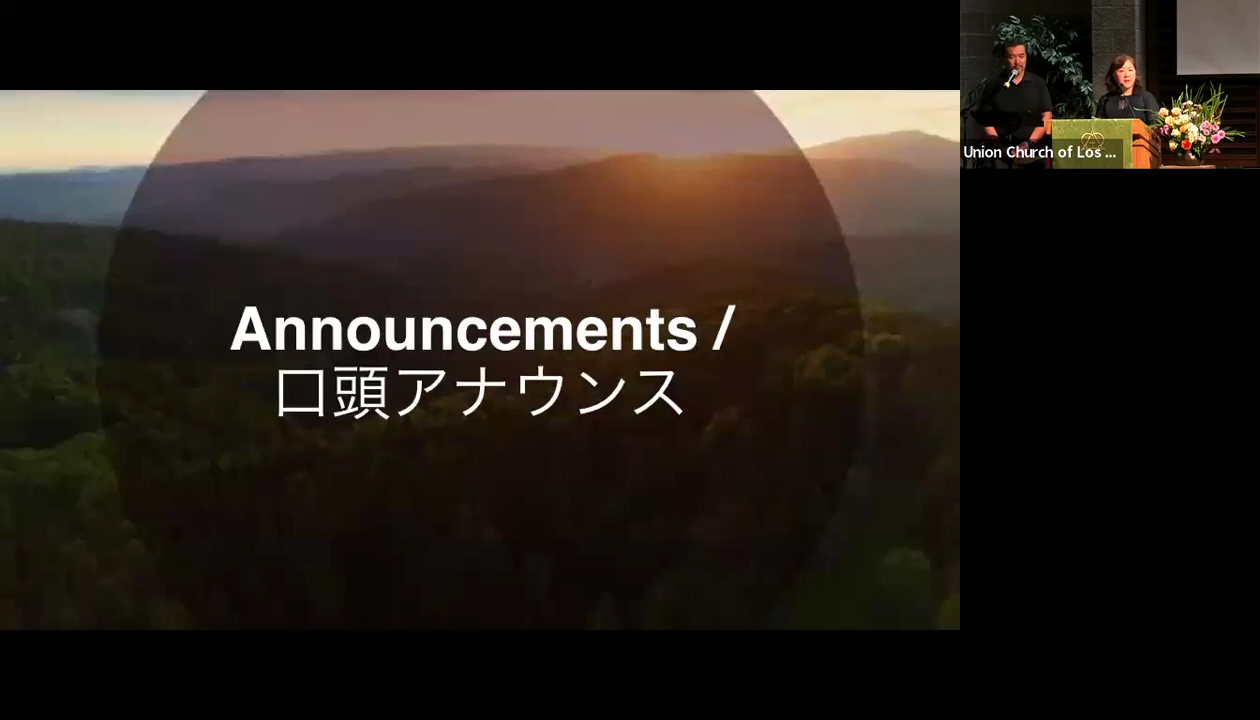 Announcements /
口頭アナウンス
Union Church of Los ...